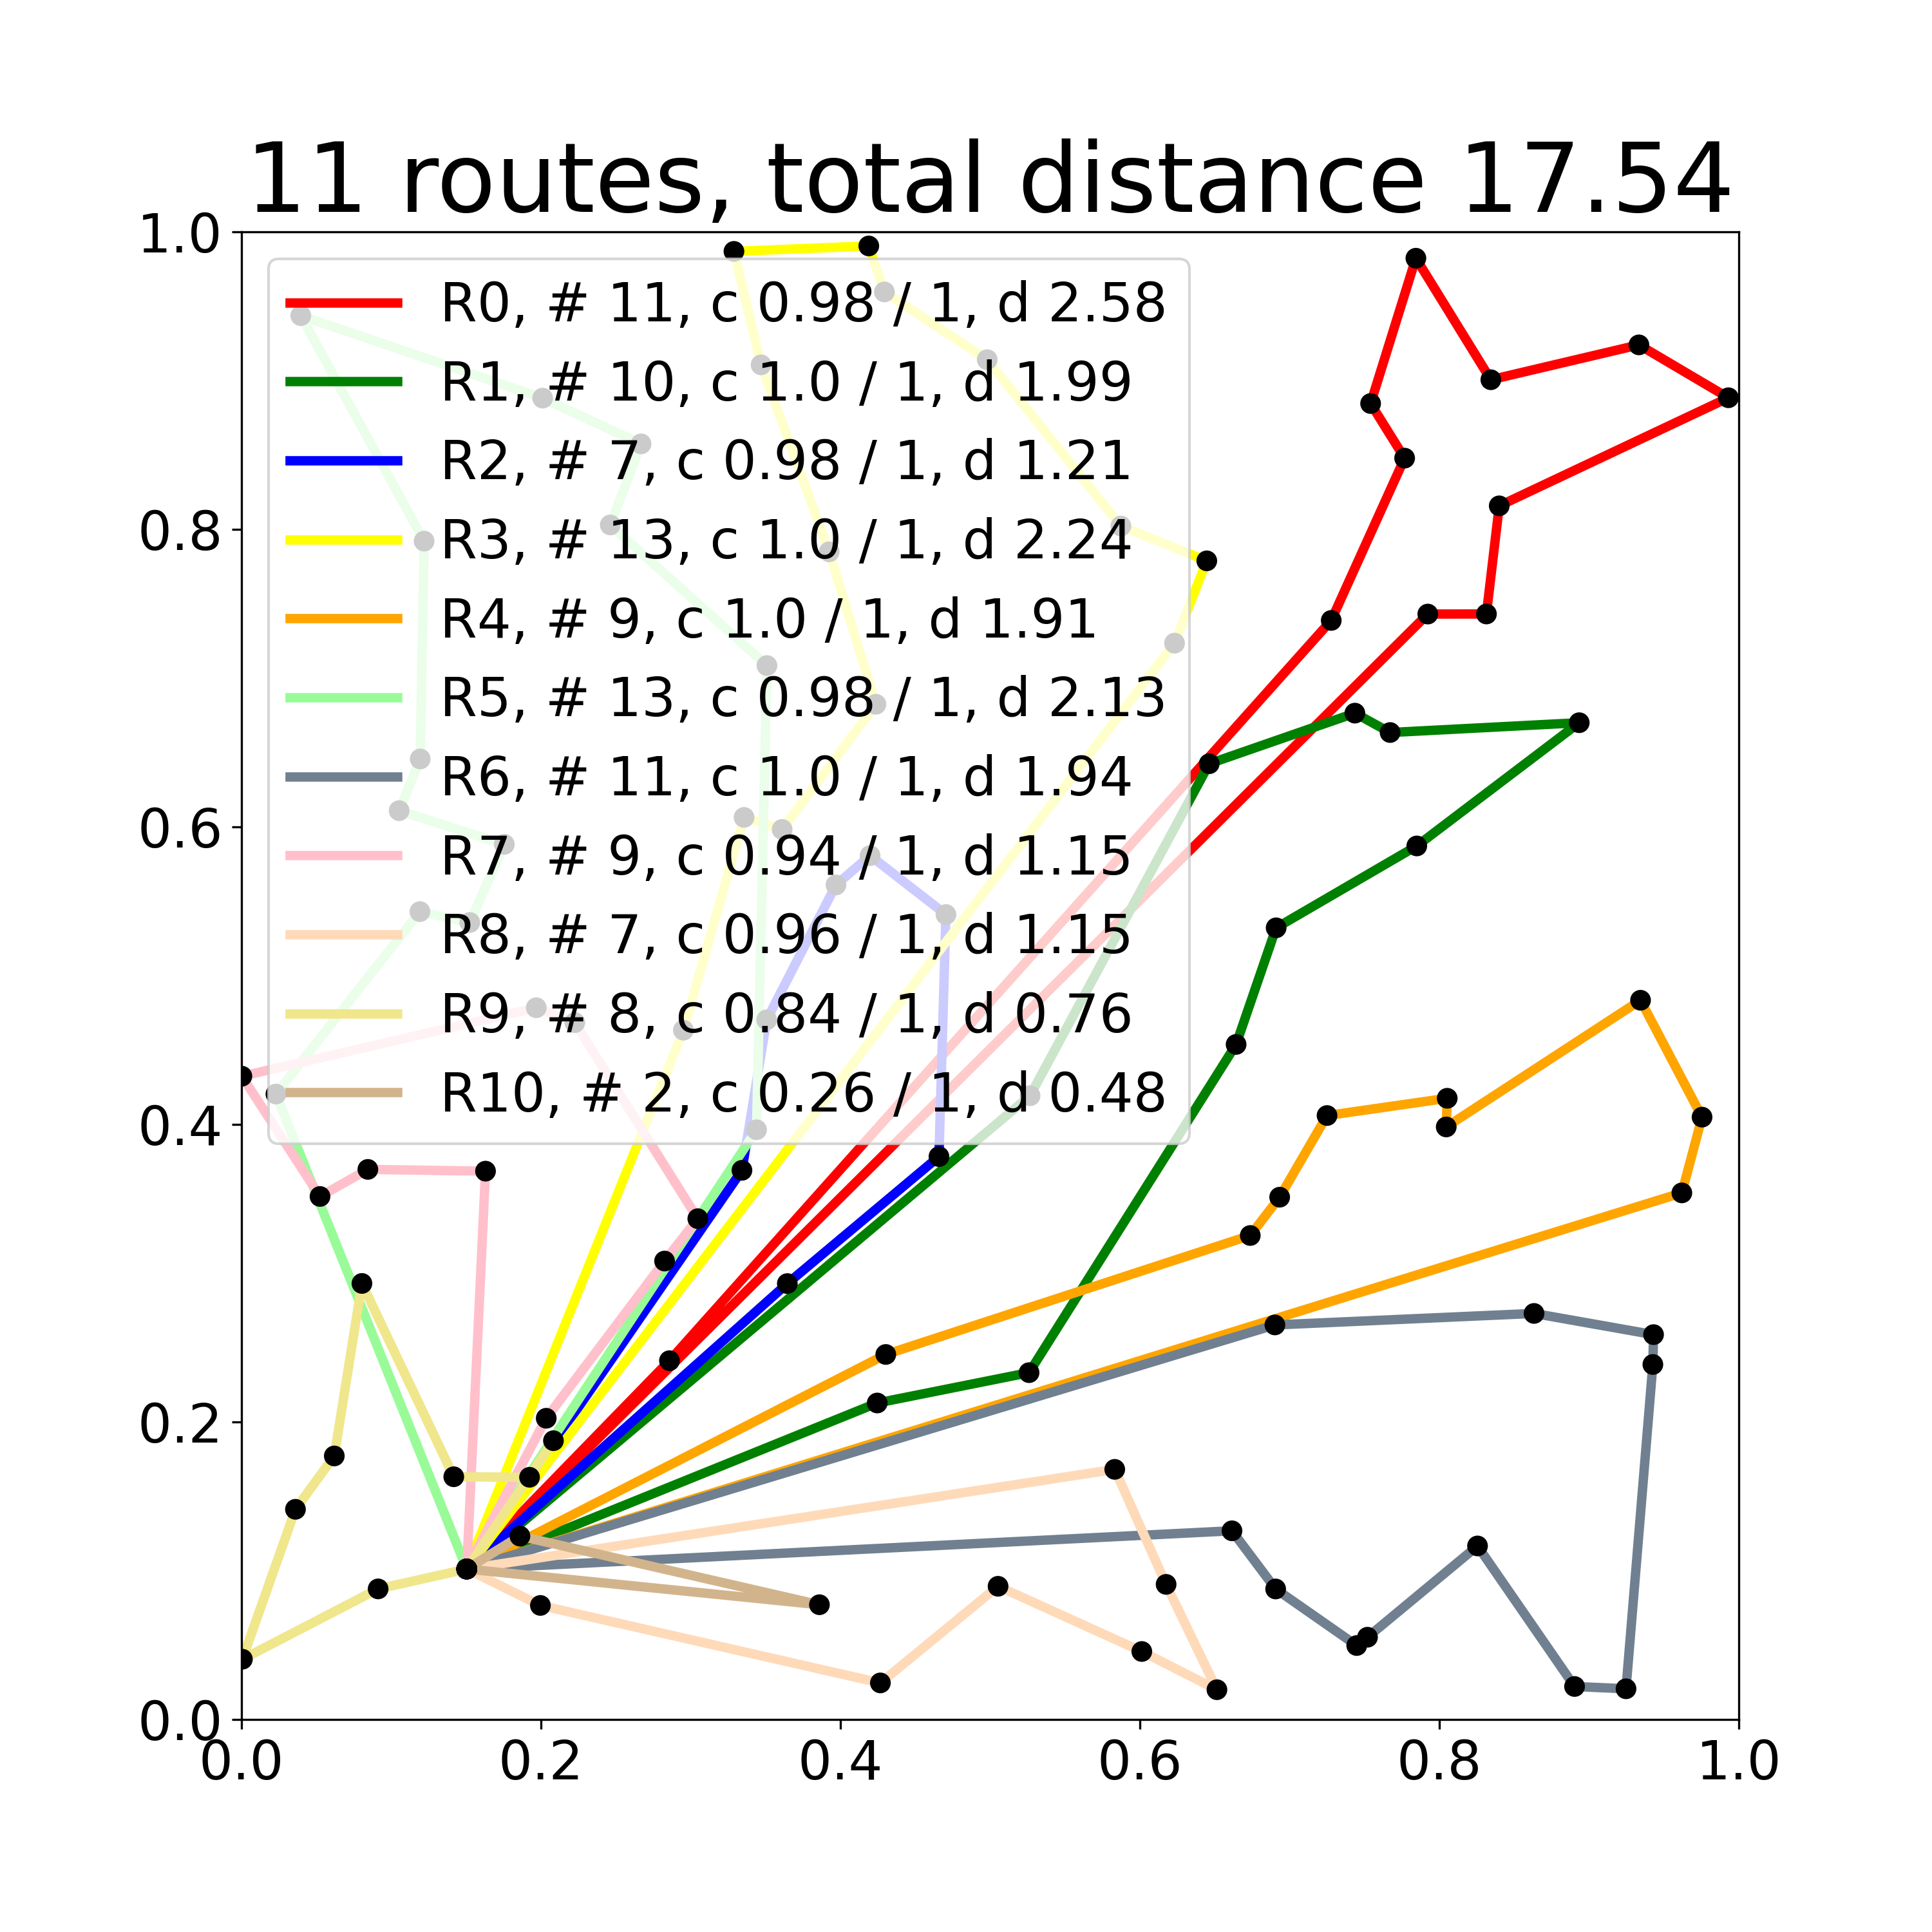 11 routes, total distance 17.54
1.0
0.8
0.6
0.4
0.2
0.0
R0, # 11, c 0.98 / 1, d 2.58
R1, # 10, c 1.0 / 1, d 1.99
R2, # 7, c 0.98 / 1, d 1.21
R3, # 13, c 1.0 / 1, d 2.24
R4, # 9, c 1.0 / 1, d 1.91
R5, # 13, c 0.98 / 1, d 2.13
R6, # 11, c 1.0 / 1, d 1.94
R7, # 9, c 0.94 / 1, d 1.15
R8, # 7, c 0.96 / 1, d 1.15
R9, # 8, c 0.84 / 1, d 0.76
R10, # 2, c 0.26 / 1, d 0.48
0.0 0.2 0.4 0.6 0.8 1.0